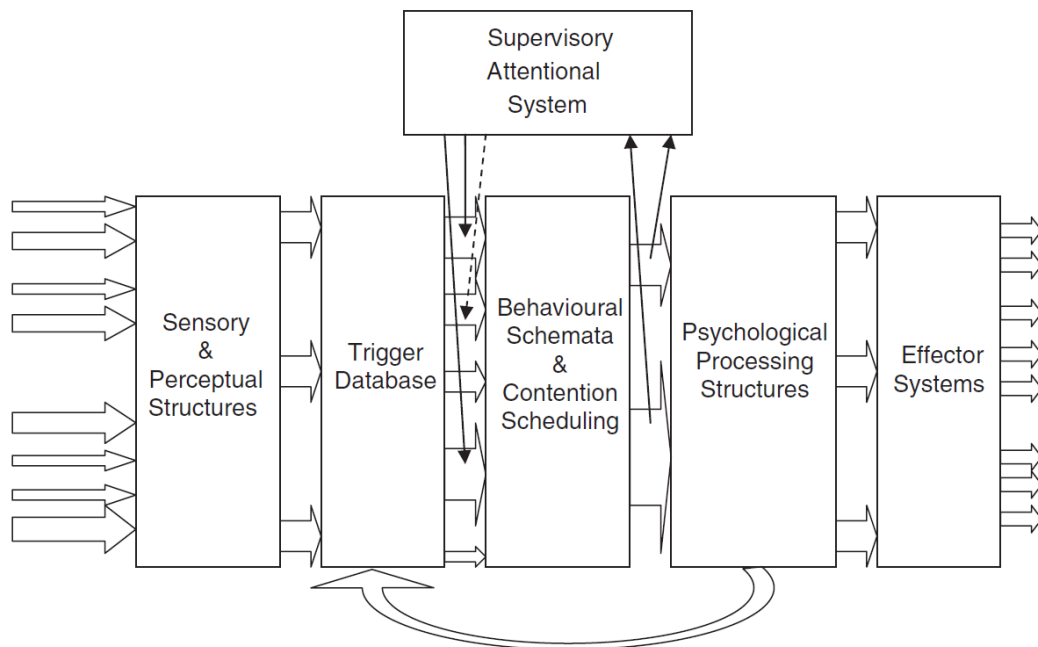 Supervisory
Attentional
System
Sensory
&
Perceptual
Structures
Trigger
Database
Behavioural
Schemata
&
Contention
Scheduling
Psychological
Processing
Structures
Effector
Systems